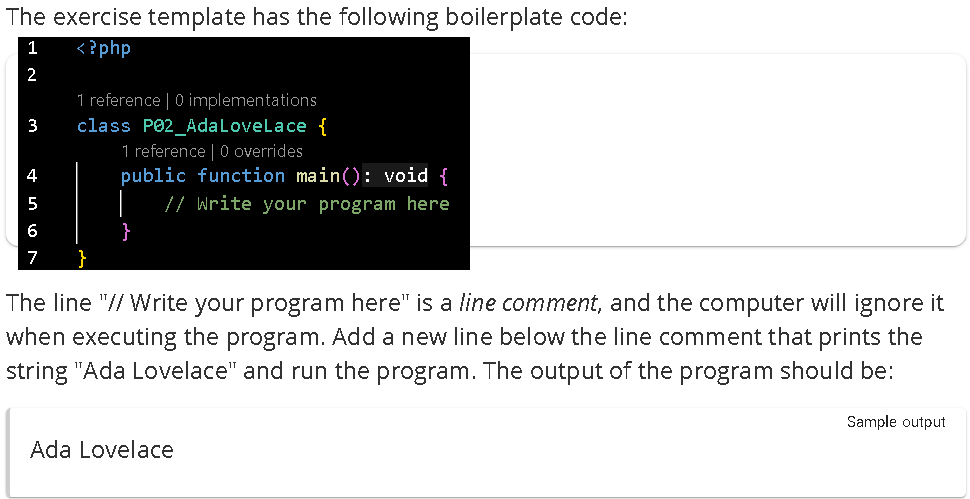 The exercise template has the following boilerplate code:
1 <?php
2
1 reference | 0 implementations
3 class P02_AdaLoveLace {
1 reference | 0 overrides
4 public function main(): void {
5 // Write your program here
6 }
7 }
The line "// Write your program here" is a line comment, and the computer will ignore it
when executing the program. Add a new line below the line comment that prints the
string "Ada Lovelace" and run the program. The output of the program should be:
Sample output
Ada Lovelace